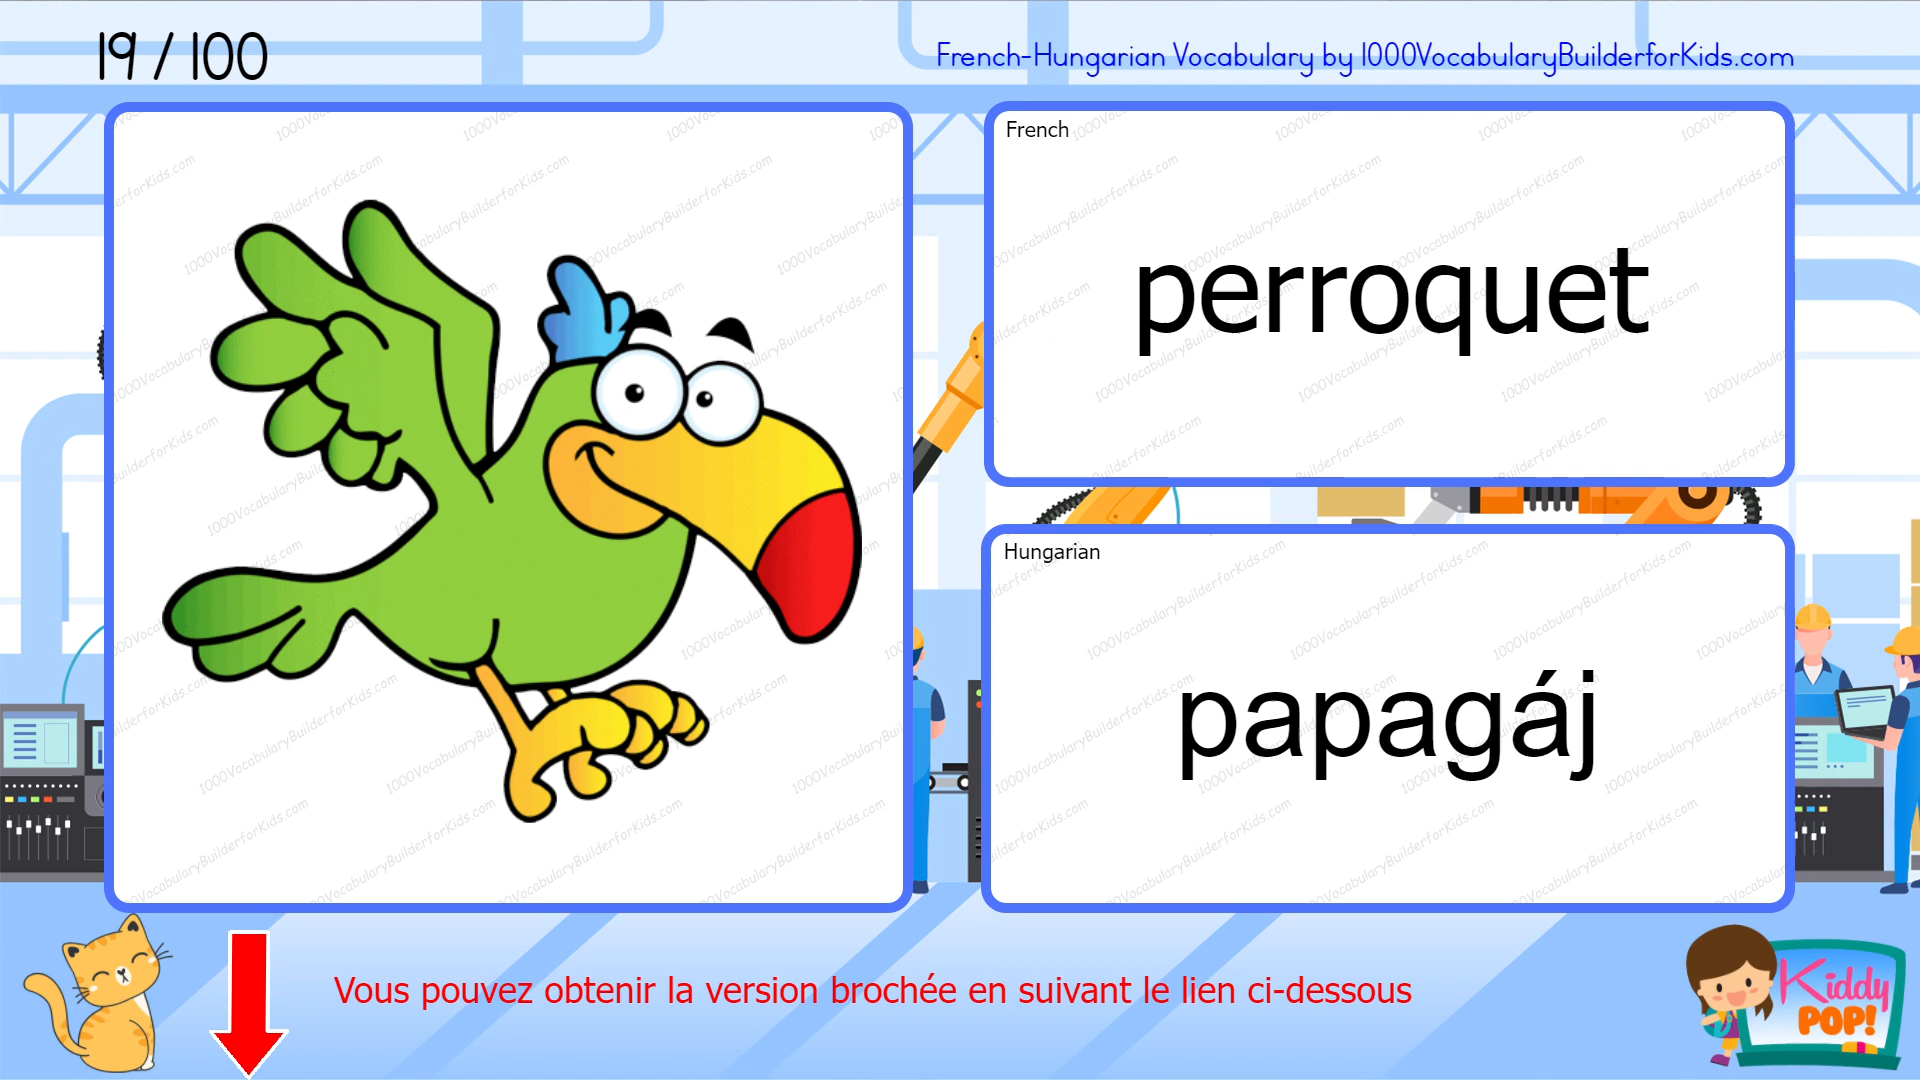 19 / 100
French-Hungarian Vocabulary by 1000VocabularyBuilderforKids.com
French
perroquet
Hungarian
papagáj
Vous pouvez obtenir la version brochée en suivant le lien ci-dessous
Kiddy
POP!